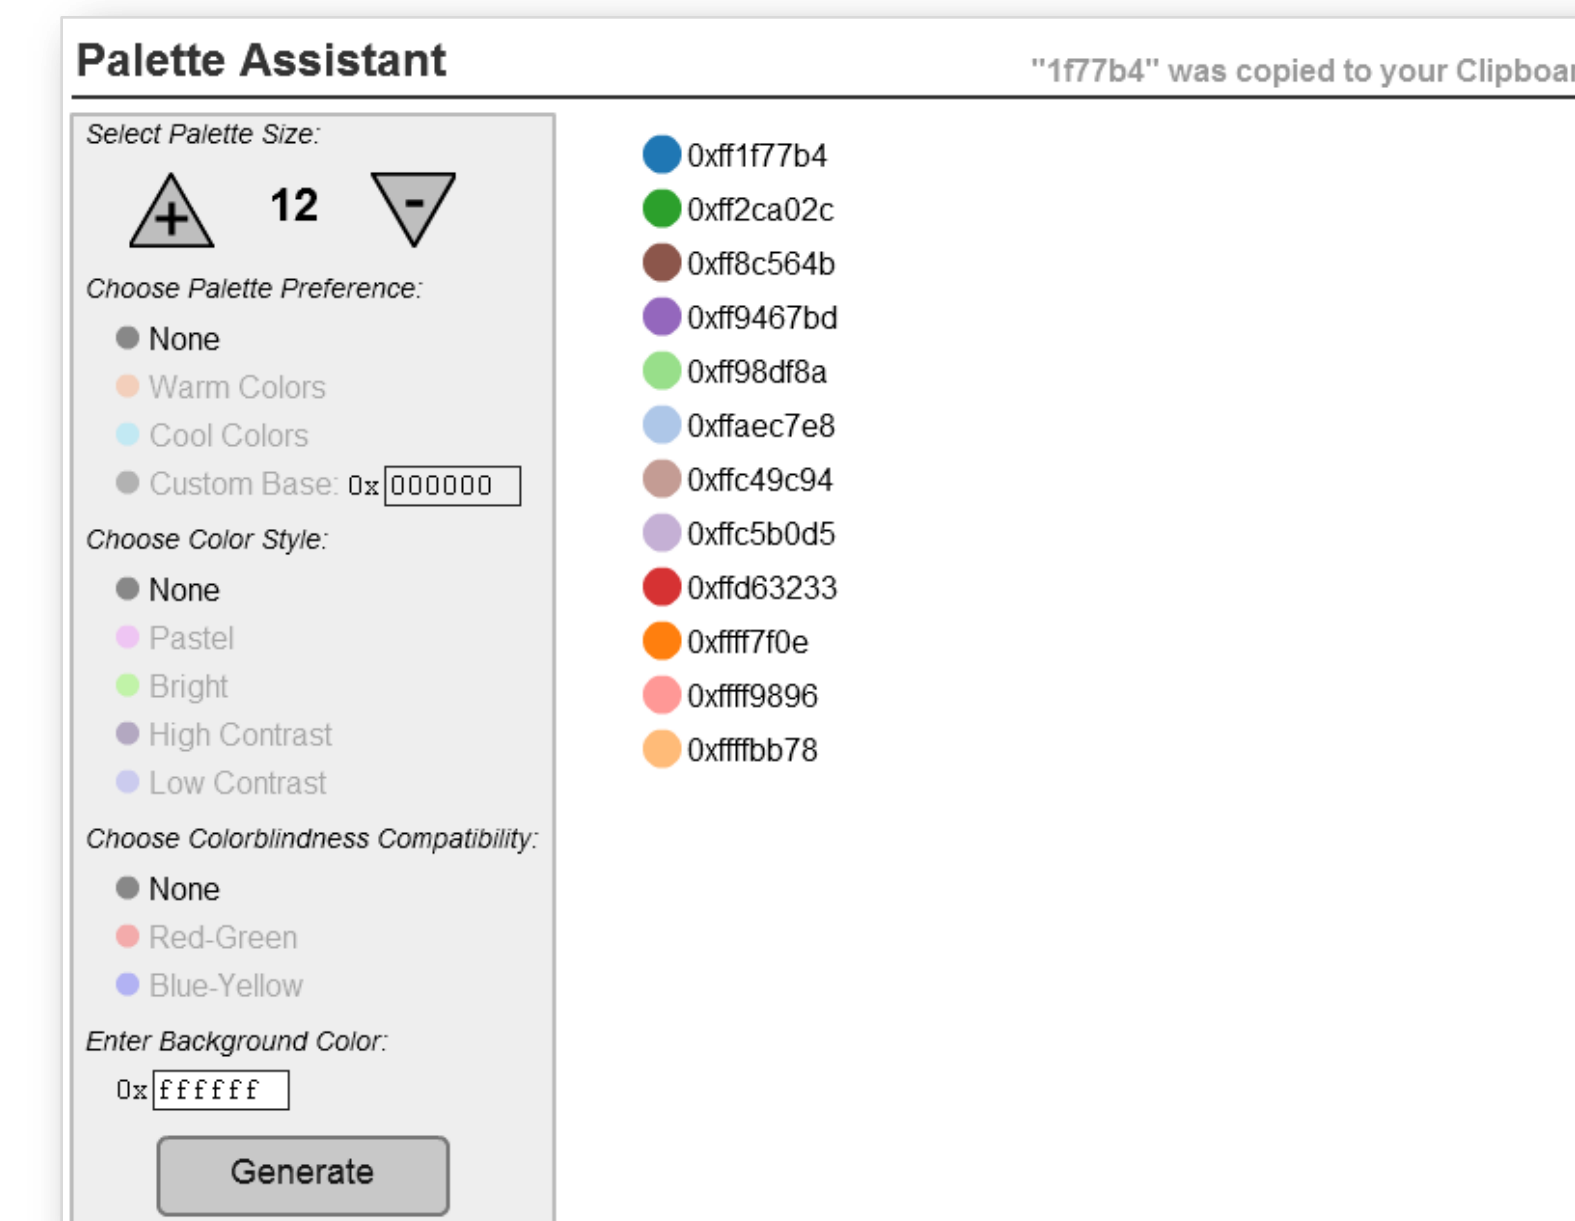 Palette Assistant
"1f77b4" was copied to your Clipboar
Select Palette Size:
+ 12 -
Choose Palette Preference:
None
Warm Colors
Cool Colors
Custom Base: 0x 000000
Choose Color Style:
None
Pastel
Bright
High Contrast
Low Contrast
Choose Colorblindness Compatibility:
None
Red-Green
Blue-Yellow
Enter Background Color:
0x ffffff
Generate
0xff1f77b4
0xff2ca02c
0xff8c564b
0xff9467bd
0xff98df8a
0xffaec7e8
0xffc49c94
0xffc5b0d5
0xffd63233
0xffff7f0e
0xffff9896
0xffffbb78